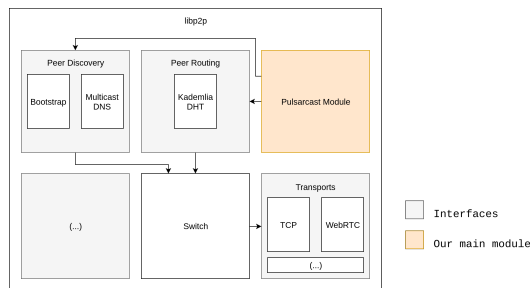 libp2p
Peer Discovery
Bootstrap
Multicast
DNS
Peer Routing
Kademlia
DHT
Pulsarcast Module
(...)
Switch
Transports
TCP
WebRTC
(...)
Interfaces
Our main module